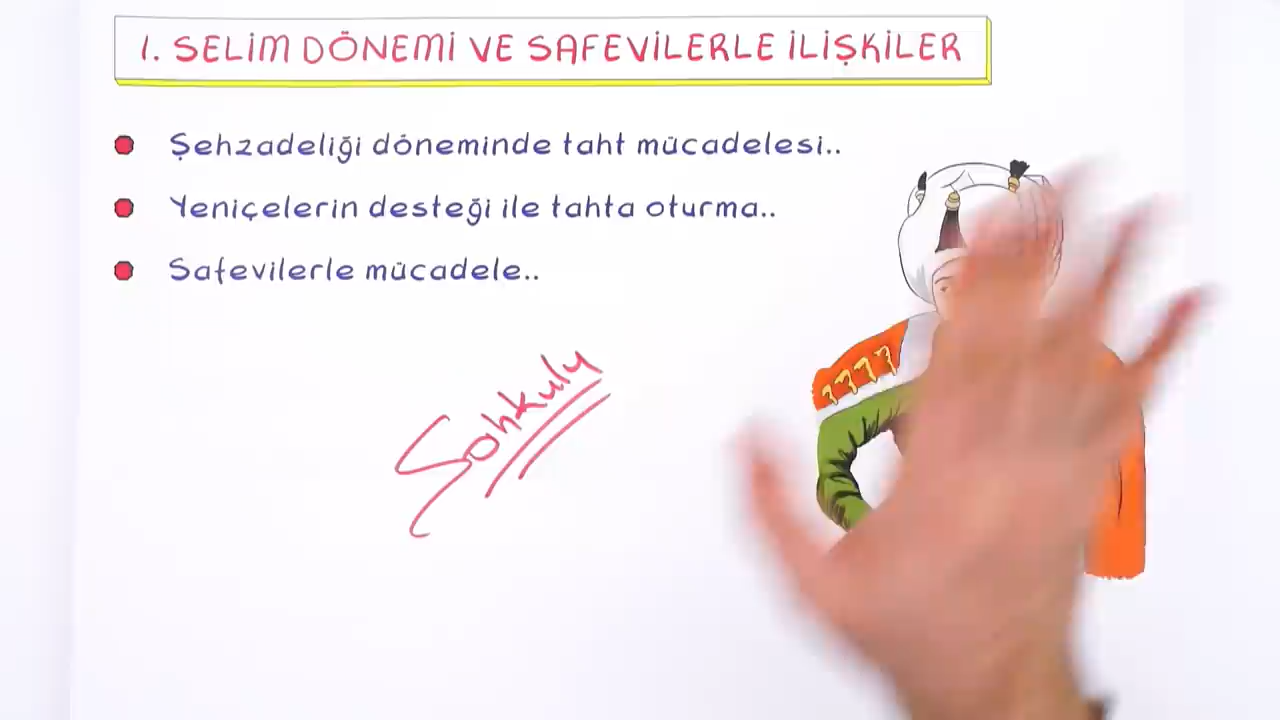 1. SELİM DÖNEMİ VE SAFEVİLERLE İLİŞKİLER
Şehzadeliği döneminde taht mücadelesi..
Yeniçelerin desteği ile tahta oturma..
Safevilerle mücadele..
Şahkulu